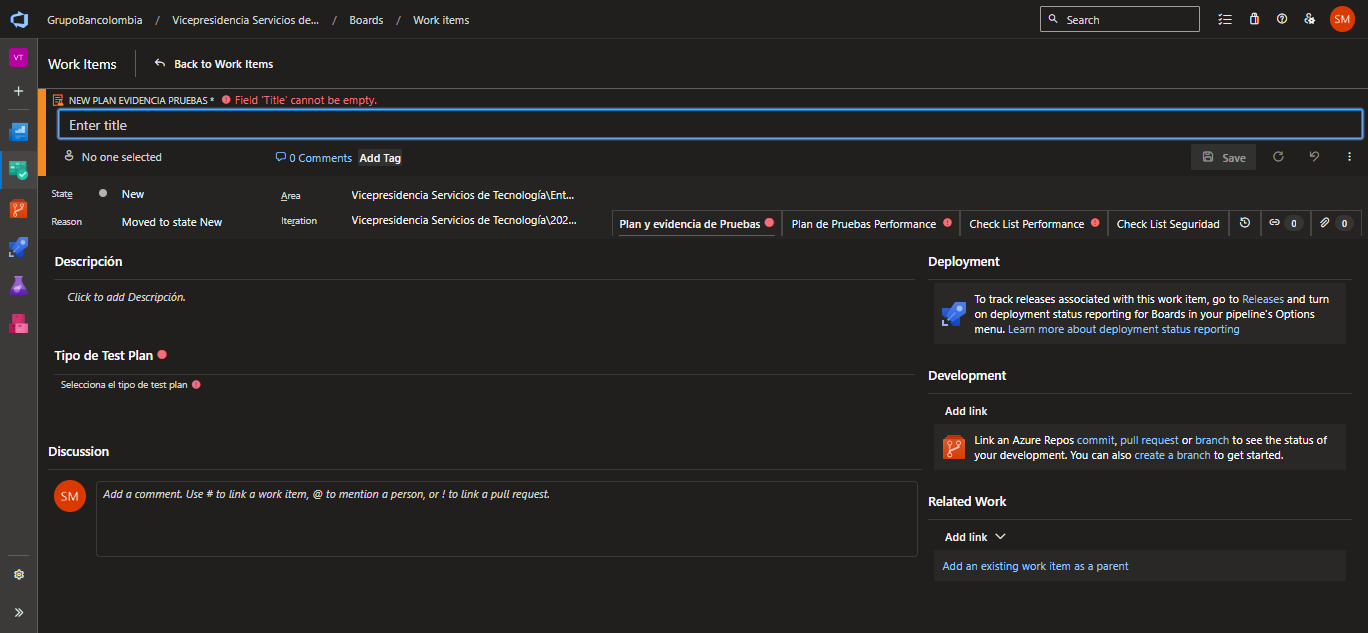 GrupoBancolombia / Vicepresidencia Servicios de... / Boards / Work items
Search
SM
VT
Work Items
Back to Work Items
NEW PLAN EVIDENCIA PRUEBAS * Field 'Title' cannot be empty.
Enter title
No one selected
0 Comments
Add Tag
Save
State
New
Area
Vicepresidencia Servicios de Tecnología\Ent...
Reason
Moved to state New
Iteration
Vicepresidencia Servicios de Tecnología\202...
Plan y evidencia de Pruebas
Plan de Pruebas Performance
Check List Performance
Check List Seguridad
0
0
Descripción
Click to add Descripción.
Tipo de Test Plan
Selecciona el tipo de test plan
Discussion
SM
Add a comment. Use # to link a work item, @ to mention a person, or ! to link a pull request.
Deployment
To track releases associated with this work item, go to Releases and turn
on deployment status reporting for Boards in your pipeline's Options
menu. Learn more about deployment status reporting
Development
Add link
Link an Azure Repos commit, pull request or branch to see the status of
your development. You can also create a branch to get started.
Related Work
Add link
Add an existing work item as a parent